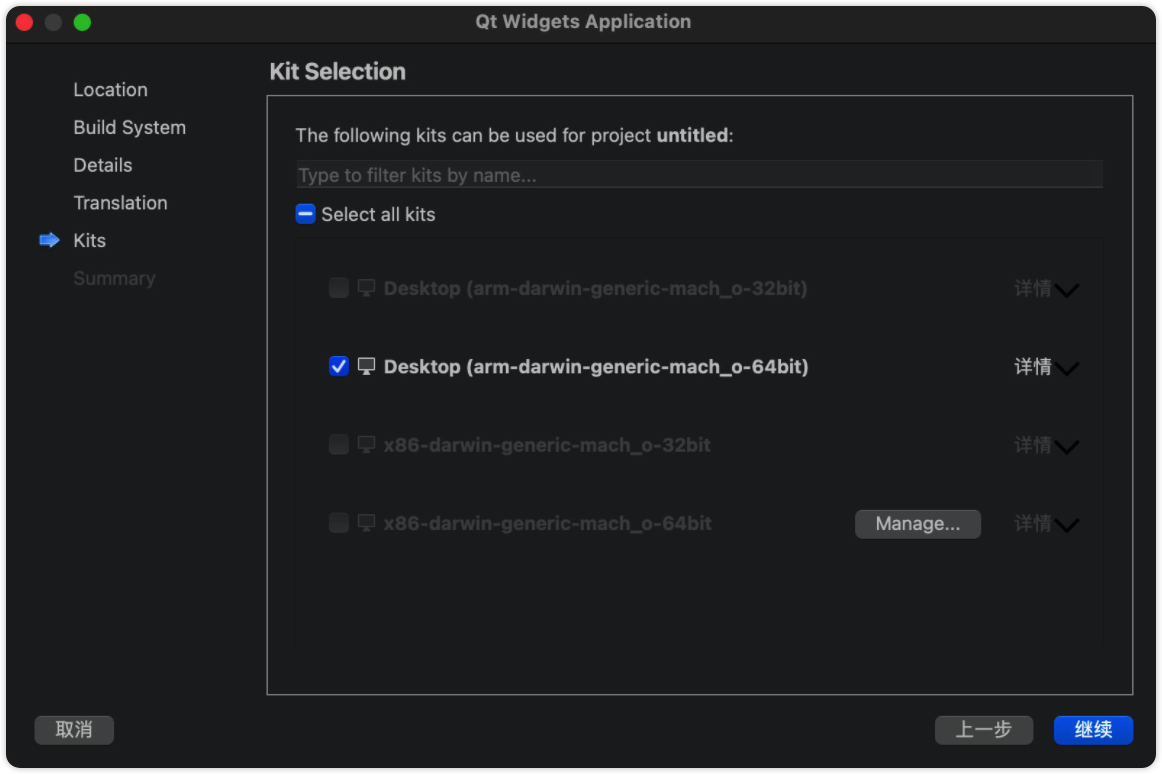 Qt Widgets Application
Location
Build System
Details
Translation
Kits
Summary
Kit Selection
The following kits can be used for project untitled:
Type to filter kits by name...
Select all kits
Desktop (arm-darwin-generic-mach_o-32bit) 详情
Desktop (arm-darwin-generic-mach_o-64bit) 详情
x86-darwin-generic-mach_o-32bit 详情
x86-darwin-generic-mach_o-64bit Manage... 详情
取消 上一步 继续